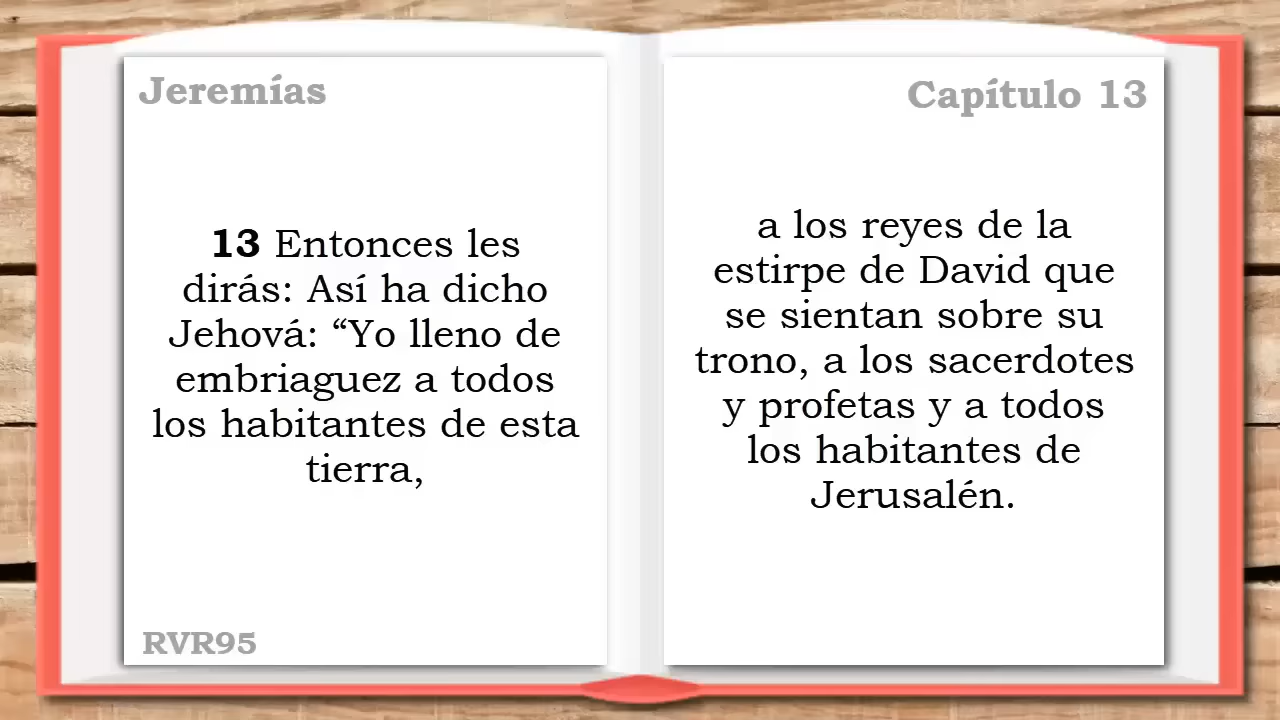 Jeremías
13 Entonces les
dirás: Así ha dicho
Jehová: “Yo lleno de
embriaguez a todos
los habitantes de esta
tierra,
RVR95
Capítulo 13
a los reyes de la
estirpe de David que
se sientan sobre su
trono, a los sacerdotes
y profetas y a todos
los habitantes de
Jerusalén.